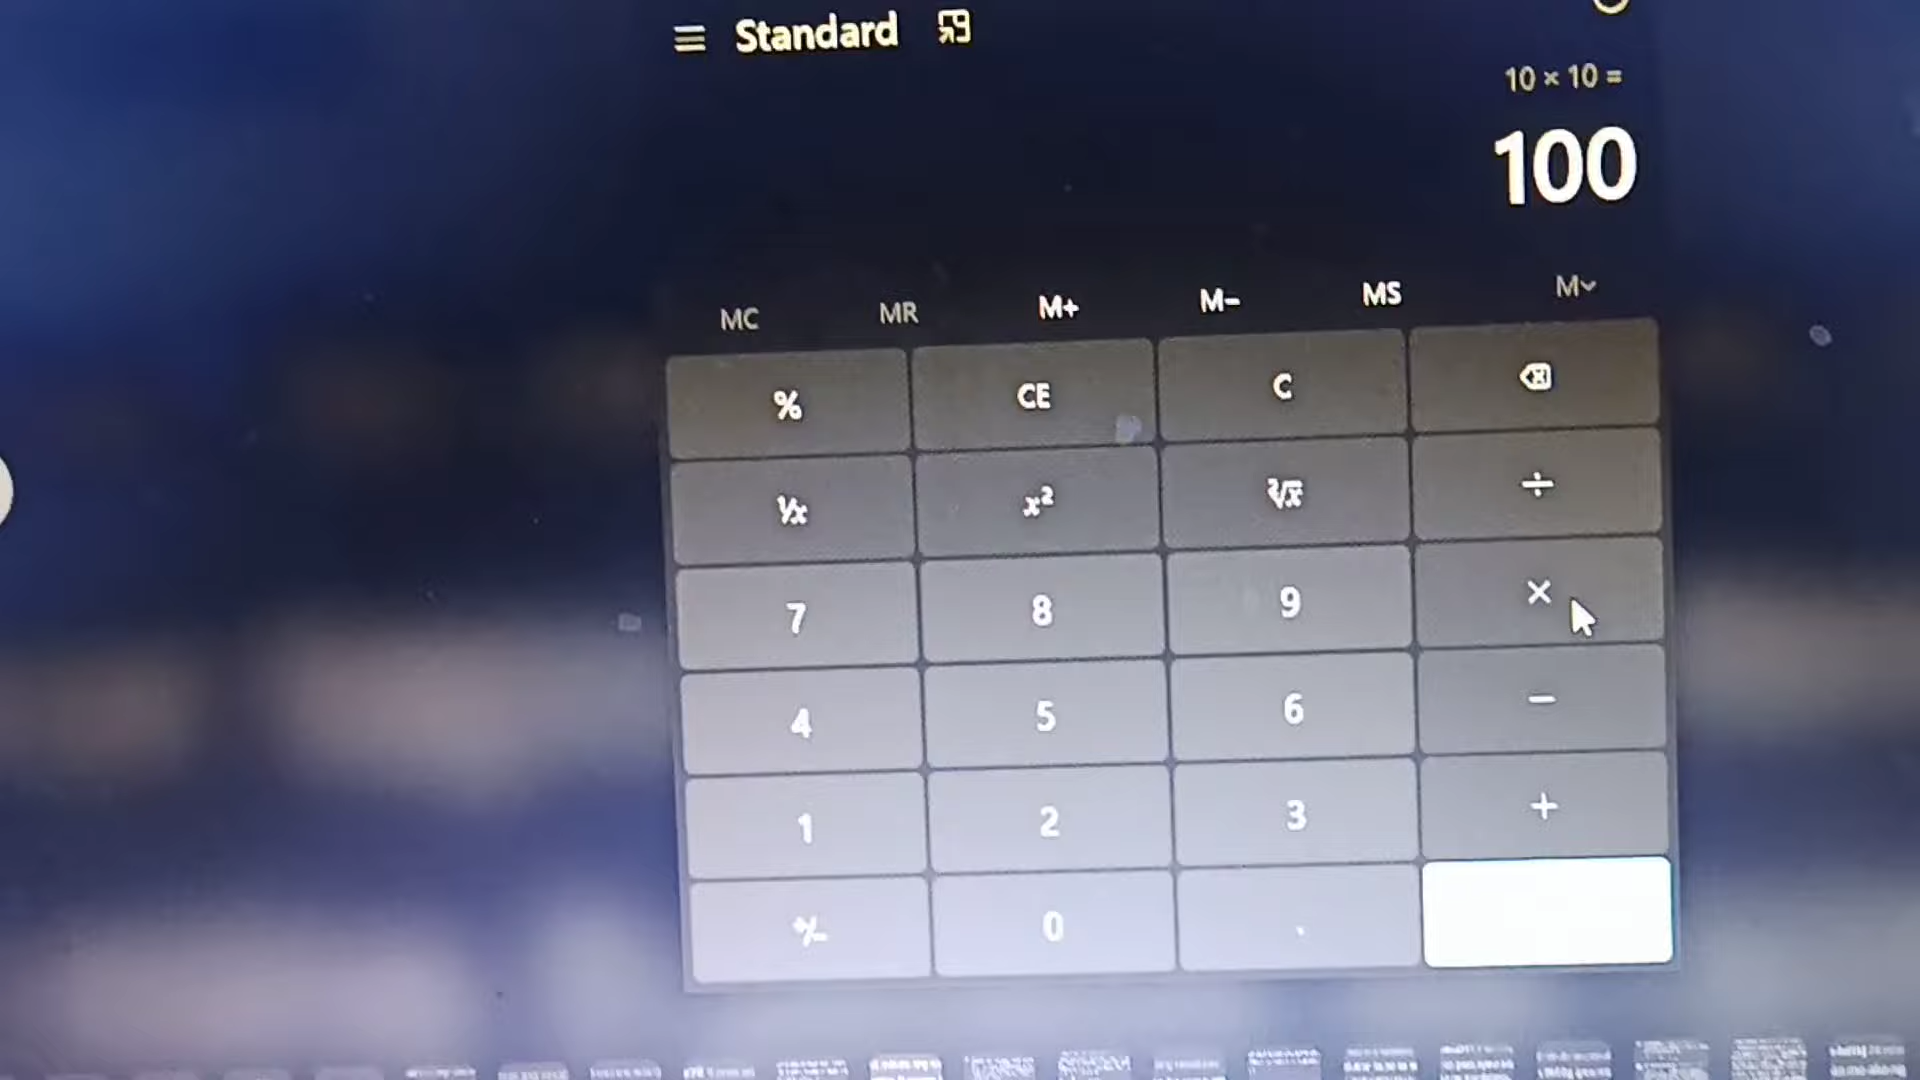 Standard
10 × 10 =
100
MC MR M+ M− MS M
% CE C
¹/x x² ²√x ÷
7 8 9 ×
4 5 6 −
1 2 3 +
+/− 0 .